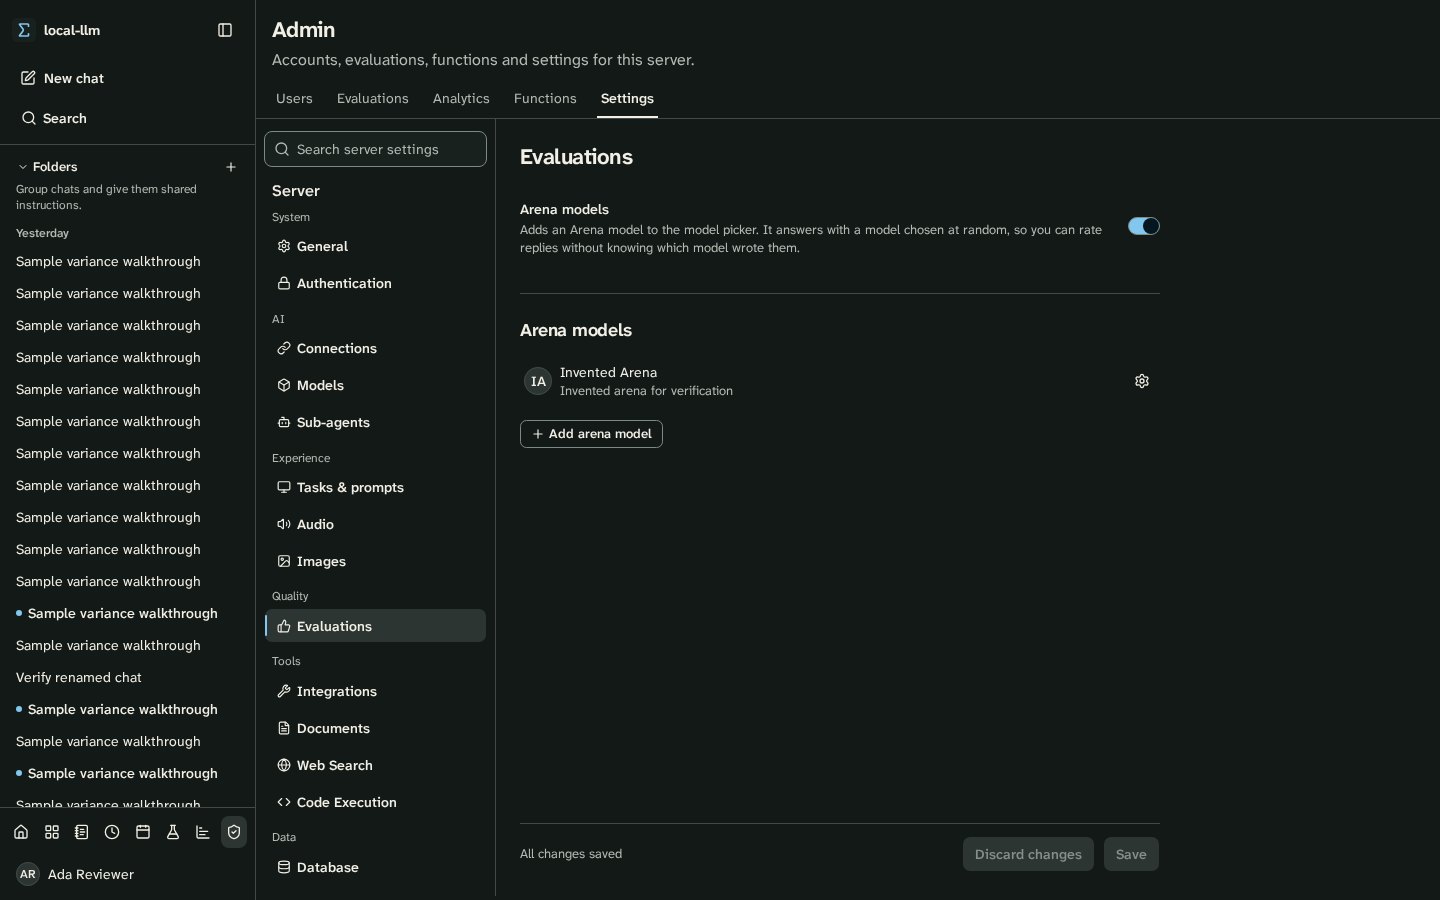 local-llm
New chat
Search
Folders
Group chats and give them shared
instructions.
Yesterday
Sample variance walkthrough
Sample variance walkthrough
Sample variance walkthrough
Sample variance walkthrough
Sample variance walkthrough
Sample variance walkthrough
Sample variance walkthrough
Sample variance walkthrough
Sample variance walkthrough
Sample variance walkthrough
Sample variance walkthrough
Sample variance walkthrough
Sample variance walkthrough
Verify renamed chat
Sample variance walkthrough
Sample variance walkthrough
Sample variance walkthrough
Sample variance walkthrough
AR Ada Reviewer
Admin
Accounts, evaluations, functions and settings for this server.
Users Evaluations Analytics Functions Settings
Search server settings
Server
System
General
Authentication
AI
Connections
Models
Sub-agents
Experience
Tasks & prompts
Audio
Images
Quality
Evaluations
Tools
Integrations
Documents
Web Search
Code Execution
Data
Database
Evaluations
Arena models
Adds an Arena model to the model picker. It answers with a model chosen at random, so you can rate
replies without knowing which model wrote them.
Arena models
IA Invented Arena
Invented arena for verification
Add arena model
All changes saved Discard changes Save